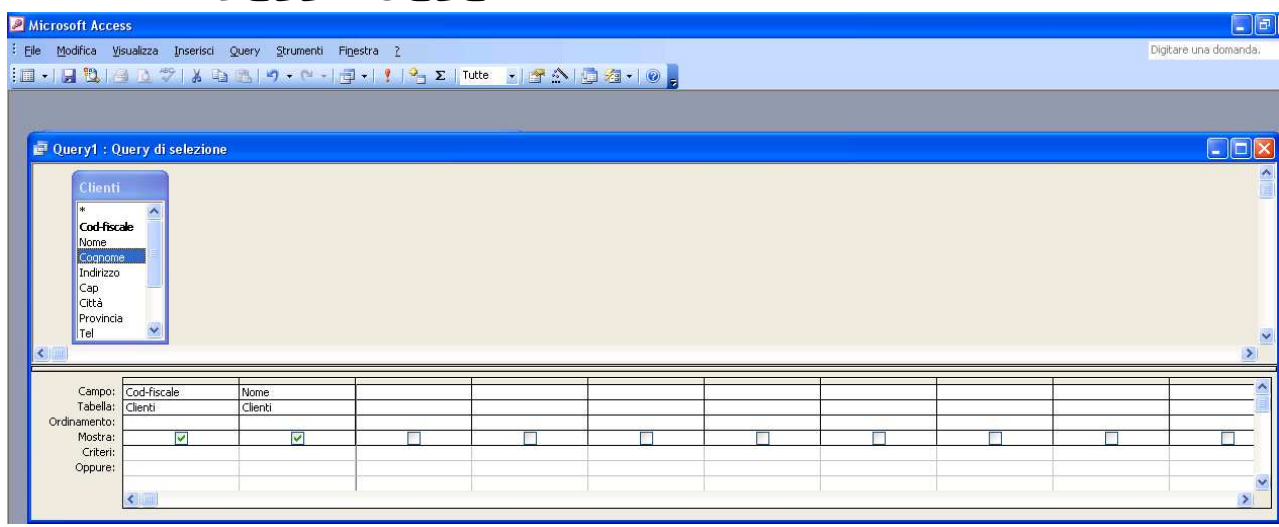 Microsoft Access
File Modifica Visualizza Inserisci Query Strumenti Finestra ? Digitare una domanda.
Tutte
Query1 : Query di selezione
Clienti
*
Cod-fiscale
Nome
Cognome
Indirizzo
Cap
Città
Provincia
Tel
Campo: Cod-fiscale Nome
Tabella: Clienti Clienti
Ordinamento:
Mostra:
Criteri:
Oppure: